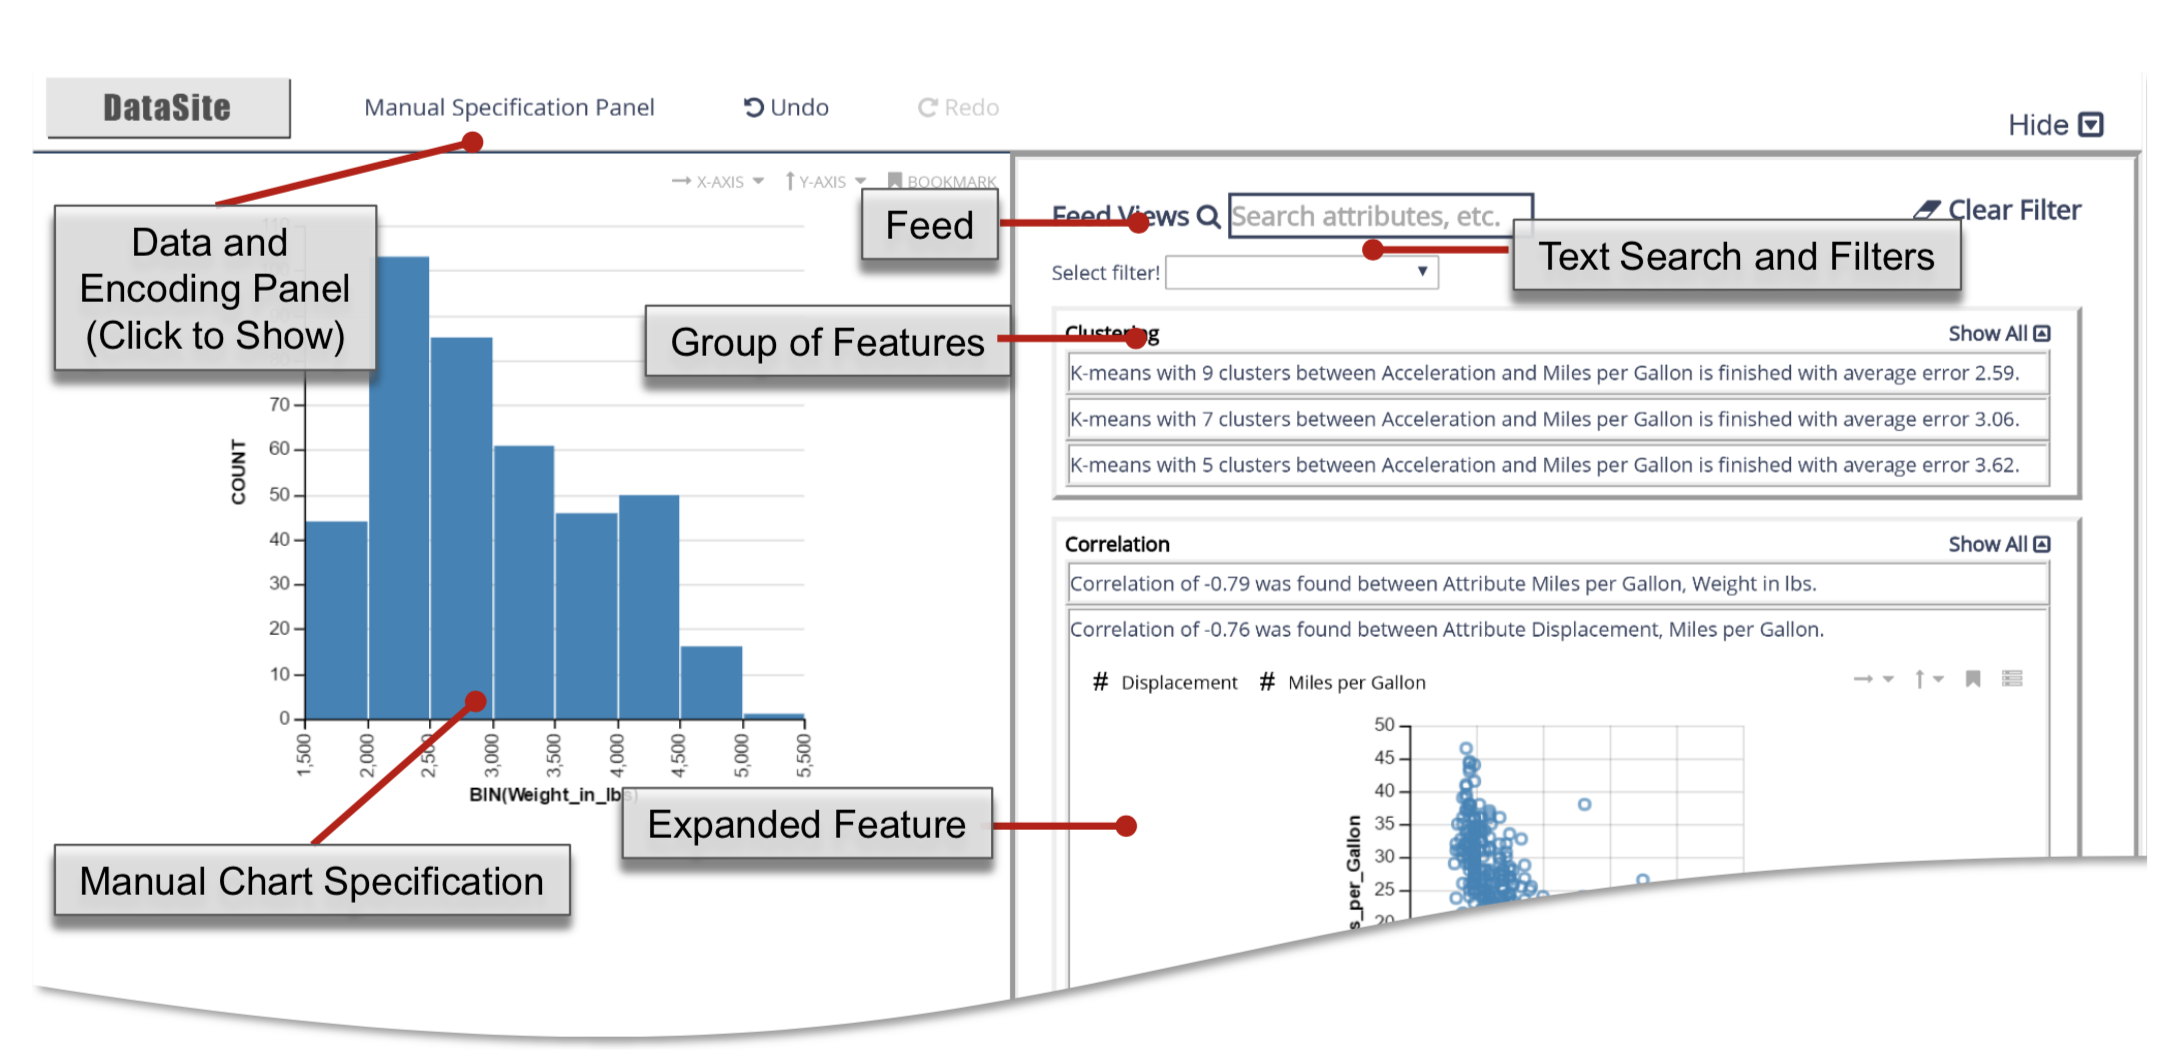 DataSite
Manual Specification Panel
Undo
Redo
Hide
X-AXIS
Y-AXIS
BOOKMARK
Data and
Encoding Panel
(Click to Show)
70
60
50
40
30
20
10
0
COUNT
1,500
2,000
2,500
3,000
3,500
4,000
4,500
5,000
5,500
BIN(Weight_in_lbs)
Manual Chart Specification
Feed
Group of Features
Expanded Feature
Feed Views
Search attributes, etc.
Clear Filter
Text Search and Filters
Select filter!
Clustering
Show All
K-means with 9 clusters between Acceleration and Miles per Gallon is finished with average error 2.59.
K-means with 7 clusters between Acceleration and Miles per Gallon is finished with average error 3.06.
K-means with 5 clusters between Acceleration and Miles per Gallon is finished with average error 3.62.
Correlation
Show All
Correlation of -0.79 was found between Attribute Miles per Gallon, Weight in lbs.
Correlation of -0.76 was found between Attribute Displacement, Miles per Gallon.
# Displacement # Miles per Gallon
50
45
40
35
30
25
20
s_per_Gallon